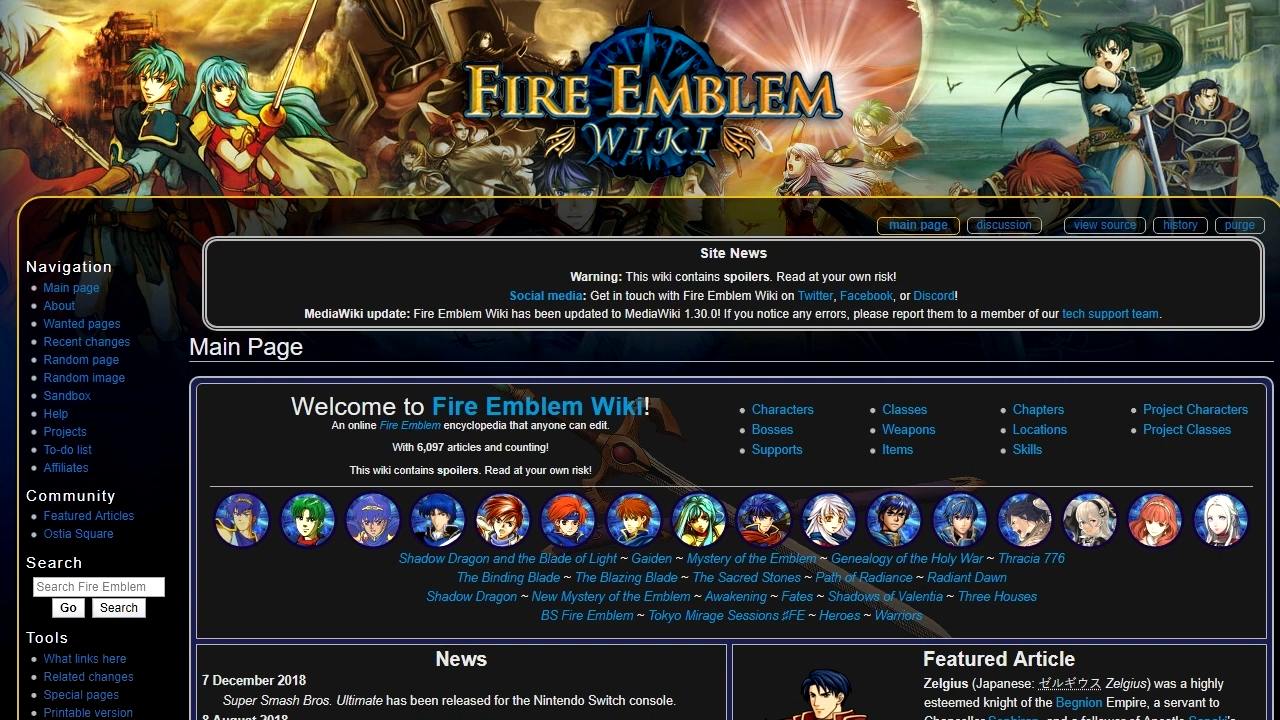 FIRE EMBLEM
WIKI
main page
discussion
view source
history
purge
Site News
Warning: This wiki contains spoilers. Read at your own risk!
Social media: Get in touch with Fire Emblem Wiki on Twitter, Facebook, or Discord!
MediaWiki update: Fire Emblem Wiki has been updated to MediaWiki 1.30.0! If you notice any errors, please report them to a member of our tech support team.
Navigation
Main page
About
Wanted pages
Recent changes
Random page
Random image
Sandbox
Help
Projects
To-do list
Affiliates
Community
Featured Articles
Ostia Square
Search
Search Fire Emblem
Go
Search
Tools
What links here
Related changes
Special pages
Printable version
Main Page
Welcome to Fire Emblem Wiki!
An online Fire Emblem encyclopedia that anyone can edit.
With 6,097 articles and counting!
This wiki contains spoilers. Read at your own risk!
Characters
Bosses
Supports
Classes
Weapons
Items
Chapters
Locations
Skills
Project Characters
Project Classes
Shadow Dragon and the Blade of Light ~ Gaiden ~ Mystery of the Emblem ~ Genealogy of the Holy War ~ Thracia 776
The Binding Blade ~ The Blazing Blade ~ The Sacred Stones ~ Path of Radiance ~ Radiant Dawn
Shadow Dragon ~ New Mystery of the Emblem ~ Awakening ~ Fates ~ Shadows of Valentia ~ Three Houses
BS Fire Emblem ~ Tokyo Mirage Sessions ♯FE ~ Heroes ~ Warriors
News
7 December 2018
Super Smash Bros. Ultimate has been released for the Nintendo Switch console.
8 August 2018
Featured Article
Zelgius (Japanese: ゼルギウス Zelgius) was a highly
esteemed knight of the Begnion Empire, a servant to
Chancellor Sephiran, and a follower of Apostle Sanaki's